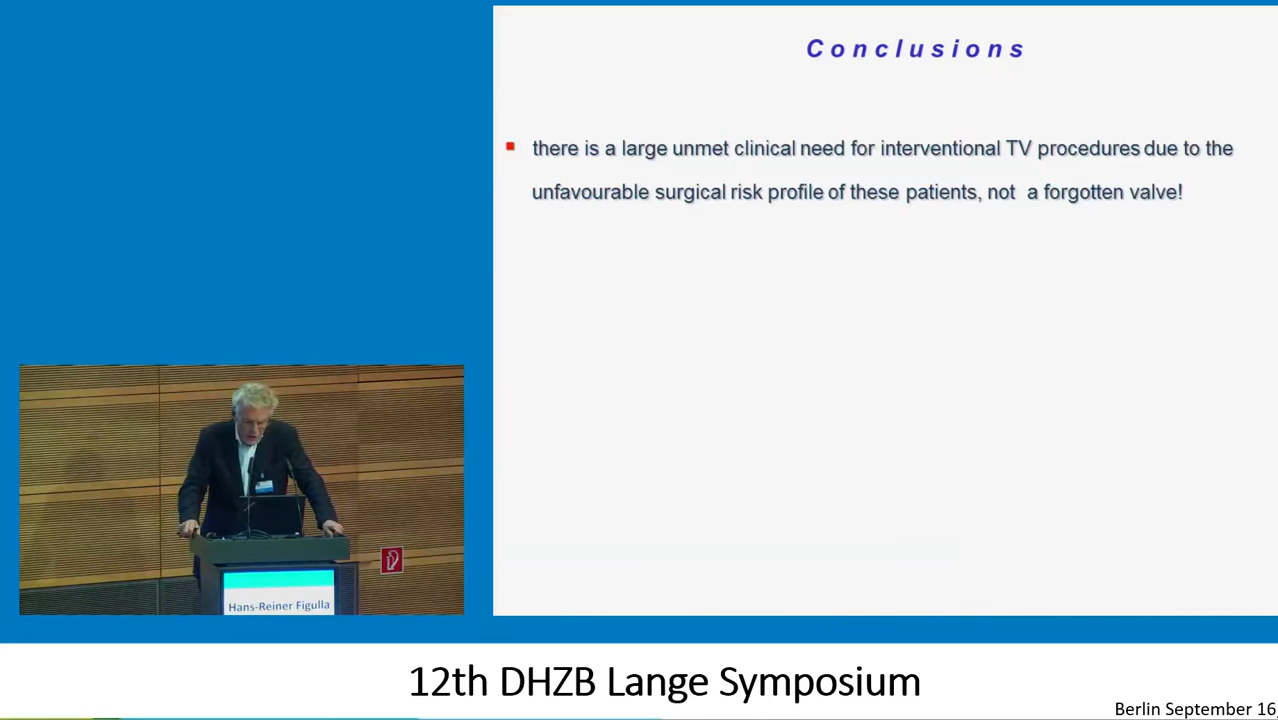 Conclusions
there is a large unmet clinical need for interventional TV procedures due to the
unfavourable surgical risk profile of these patients, not a forgotten valve!
Hans-Reiner Figulla
12th DHZB Lange Symposium
Berlin September 16,